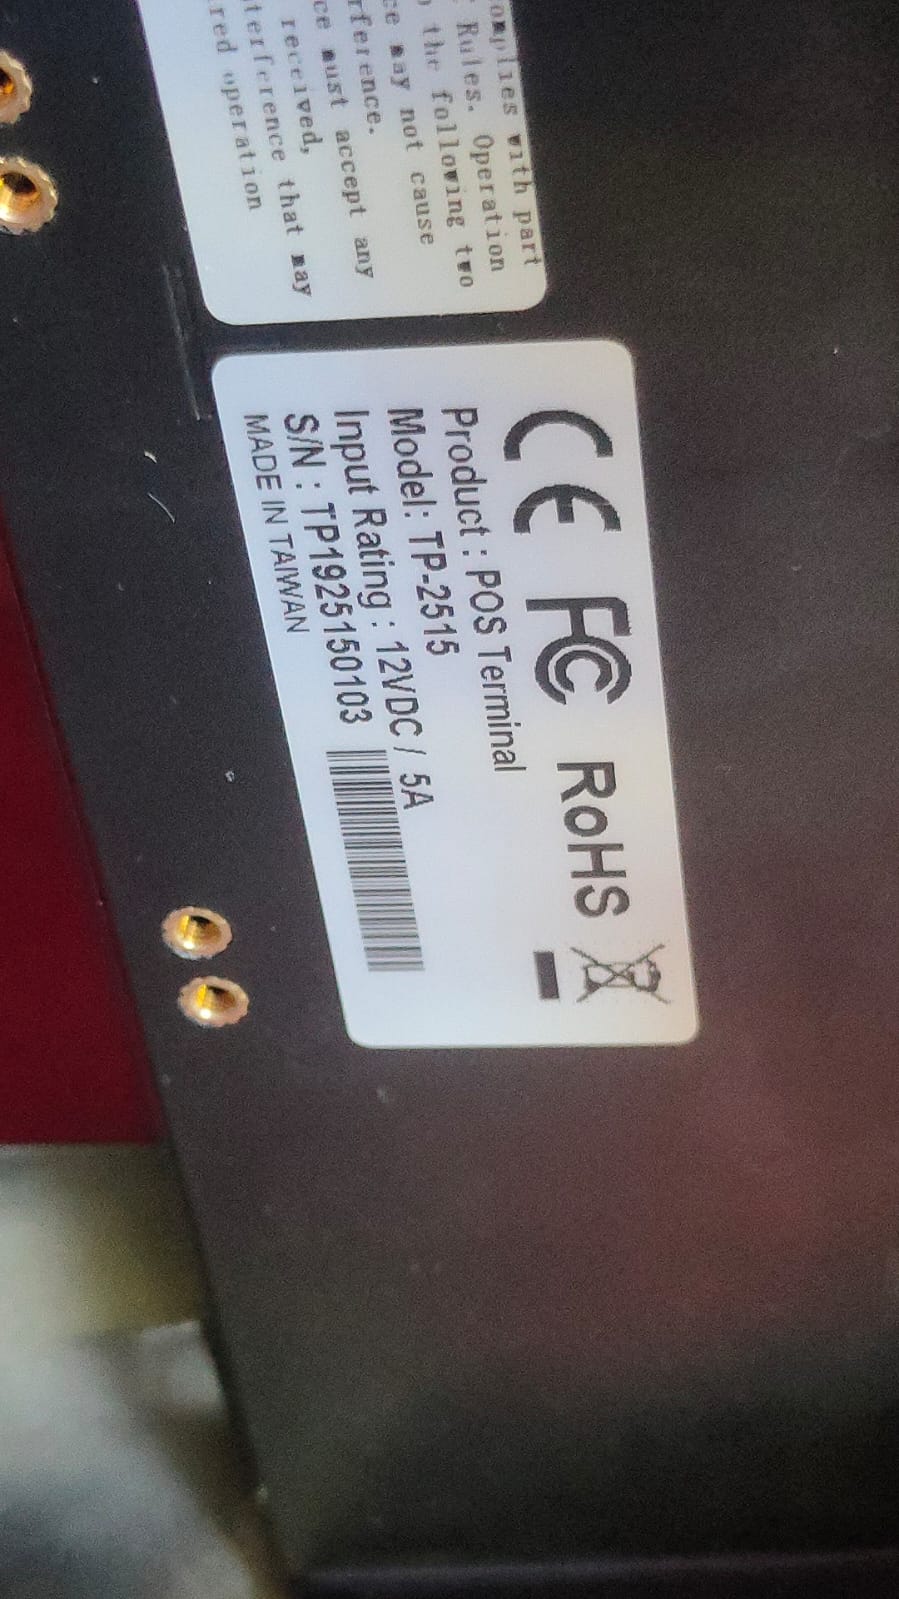 omplies with part
Rules. Operation
the following two
ce may not cause
rference.
ce must accept any
received,
terference that may
red operation
CE FC RoHS
Product : POS Terminal
Model: TP-2515
Input Rating : 12VDC / 5A
S/N : TP1925150103
MADE IN TAIWAN